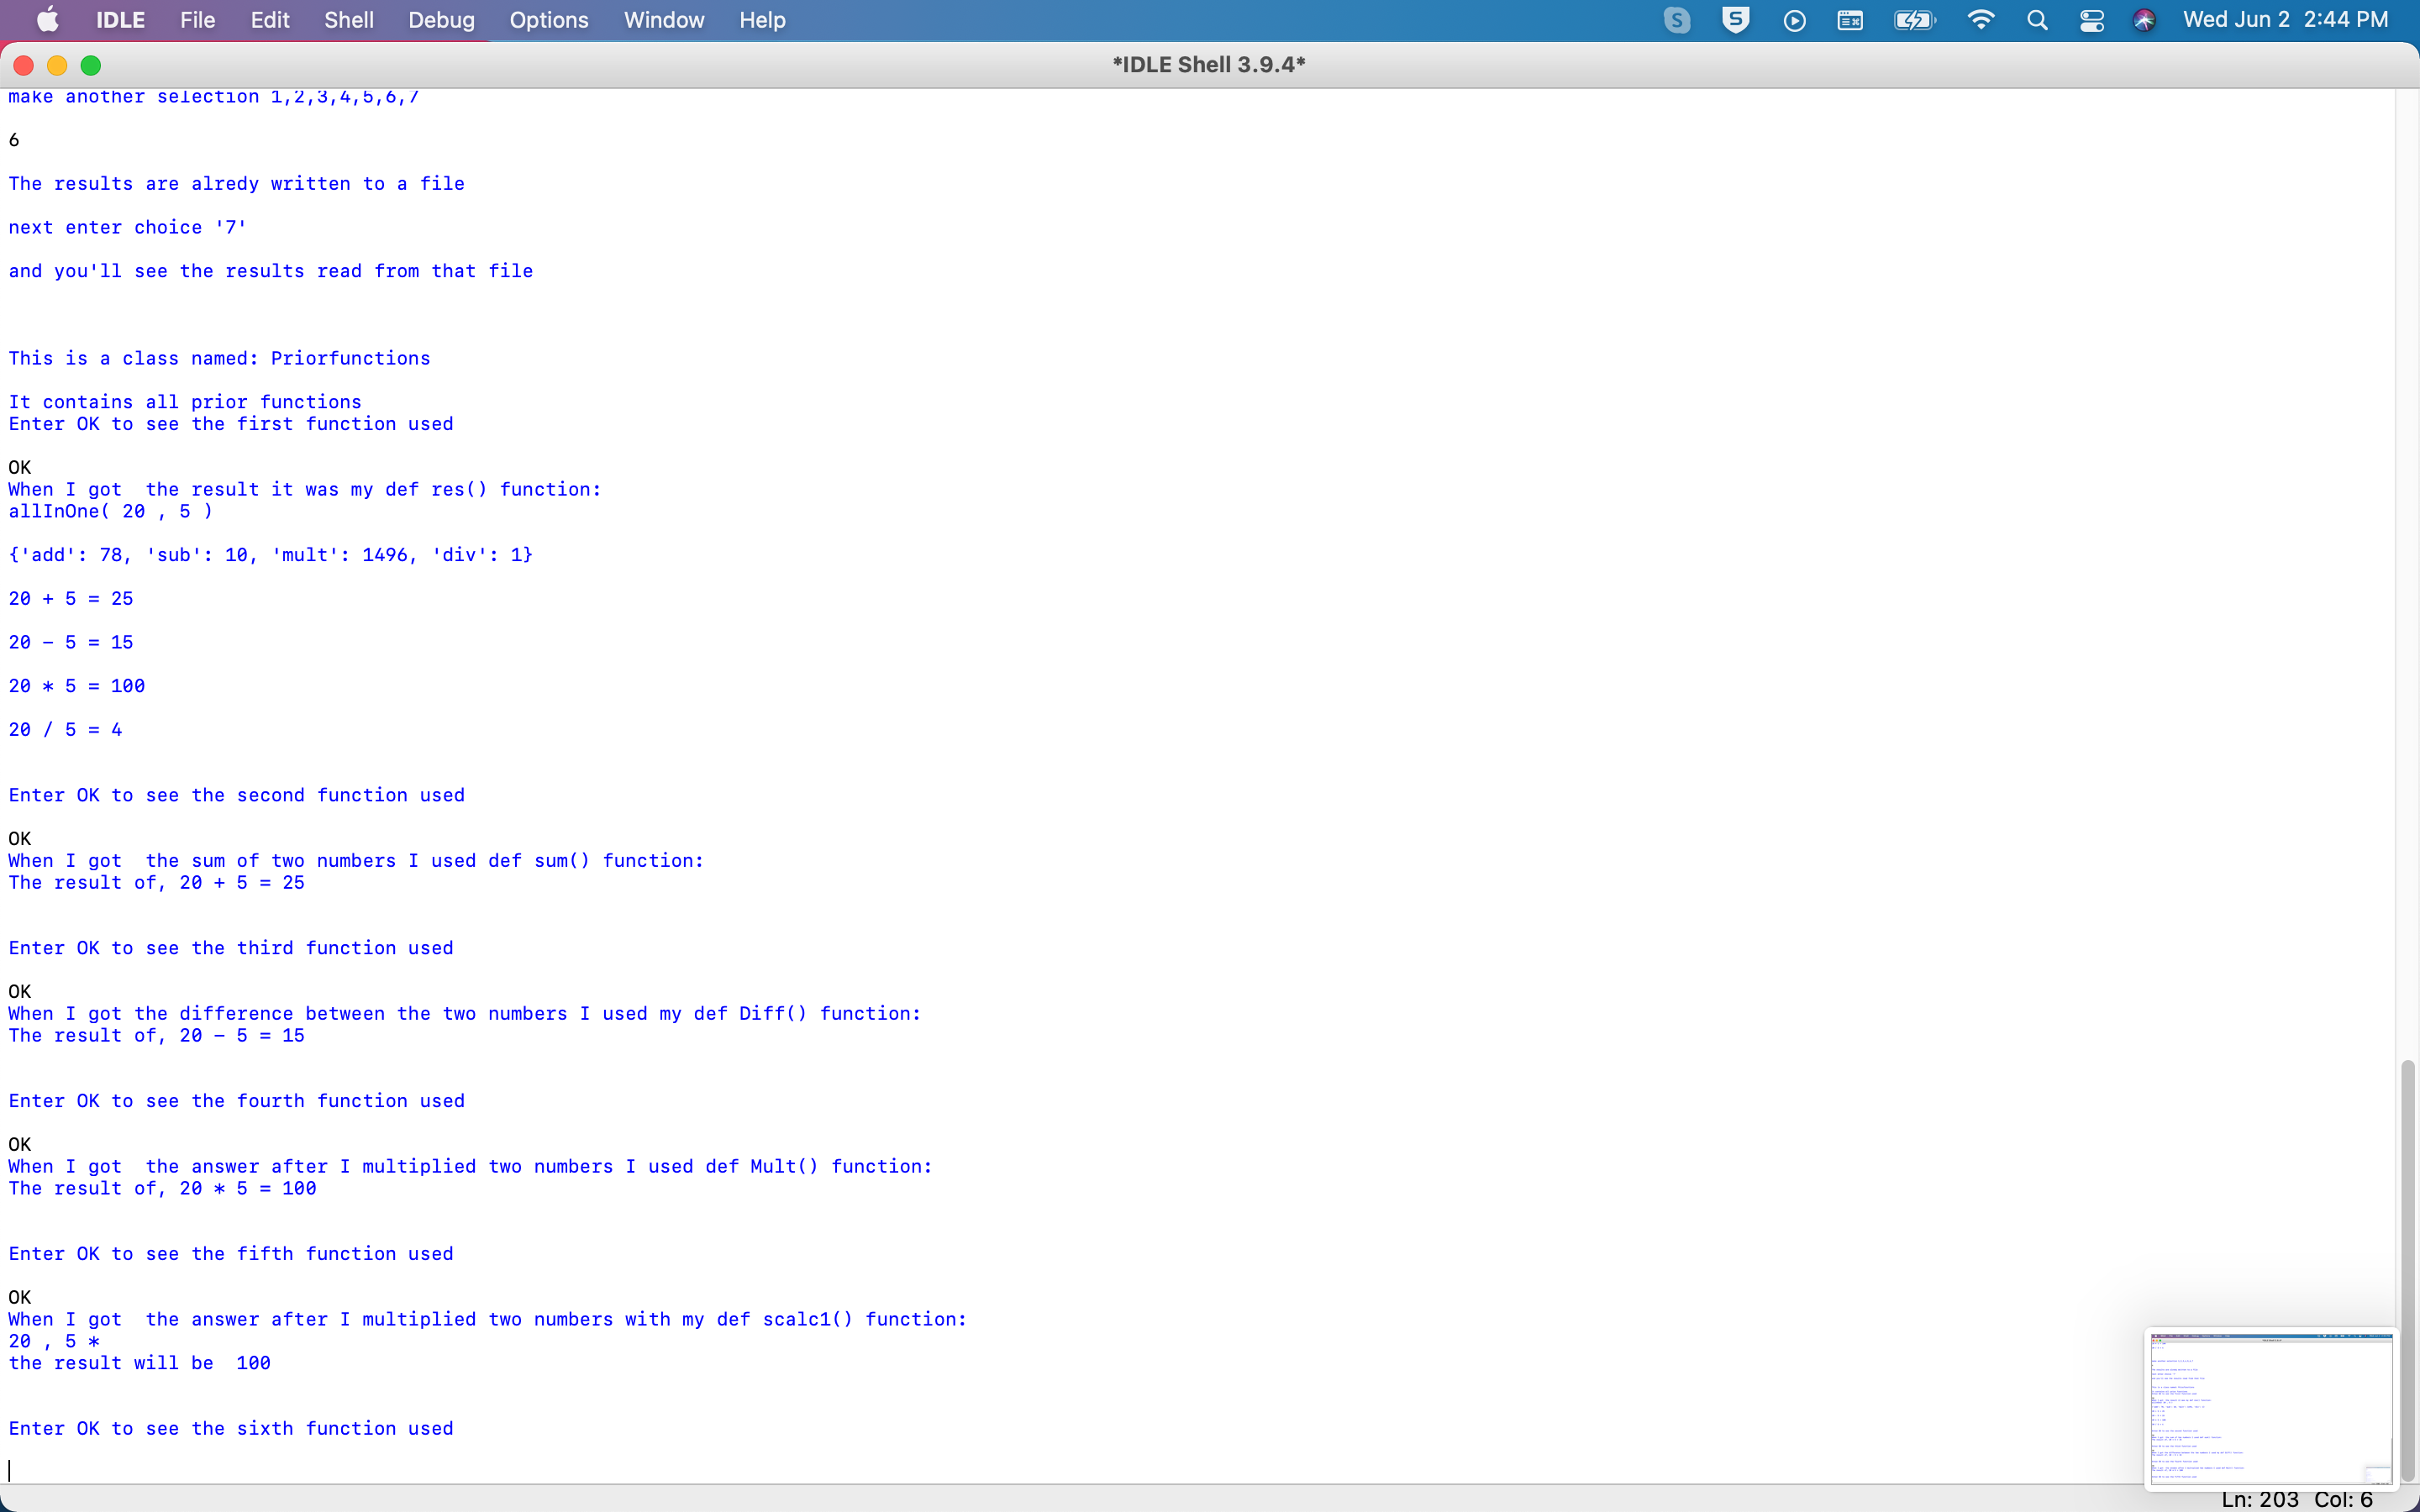 IDLE File Edit Shell Debug Options Window Help Wed Jun 2 2:44 PM
*IDLE Shell 3.9.4*
make another selection 1,2,3,4,5,6,7
6
The results are alredy written to a file
next enter choice '7'
and you'll see the results read from that file
This is a class named: Priorfunctions
It contains all prior functions
Enter OK to see the first function used
OK
When I got  the result it was my def res() function:
allInOne( 20 , 5 )
{'add': 78, 'sub': 10, 'mult': 1496, 'div': 1}
20 + 5 = 25
20 - 5 = 15
20 * 5 = 100
20 / 5 = 4
Enter OK to see the second function used
OK
When I got  the sum of two numbers I used def sum() function:
The result of, 20 + 5 = 25
Enter OK to see the third function used
OK
When I got the difference between the two numbers I used my def Diff() function:
The result of, 20 - 5 = 15
Enter OK to see the fourth function used
OK
When I got  the answer after I multiplied two numbers I used def Mult() function:
The result of, 20 * 5 = 100
Enter OK to see the fifth function used
OK
When I got  the answer after I multiplied two numbers with my def scalc1() function:
20 , 5 *
the result will be  100
Enter OK to see the sixth function used
Ln: 203 Col: 6